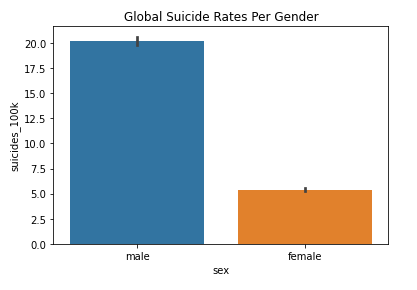 Global Suicide Rates Per Gender
suicides_100k
20.0
17.5
15.0
12.5
10.0
7.5
5.0
2.5
0.0
male
female
sex